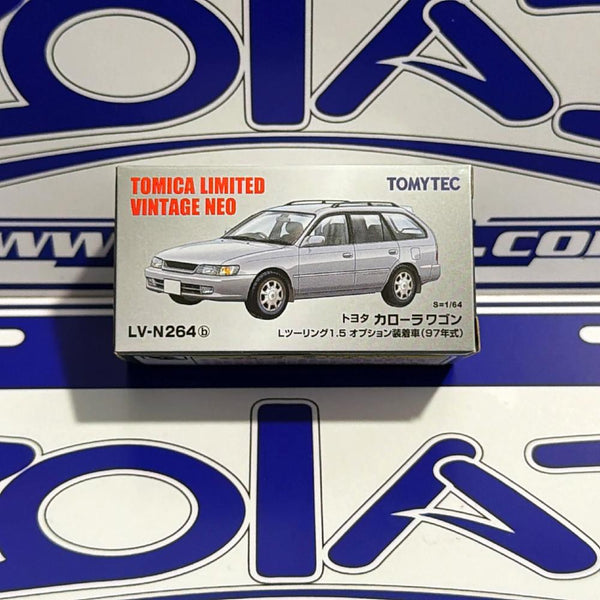 TOMICA LIMITED
VINTAGE NEO
TOMYTEC
S=1/64
トヨタ カローラワゴン
LV-N264ⓑ
Lツーリング1.5 オプション装着車(97年式)
www.
.com